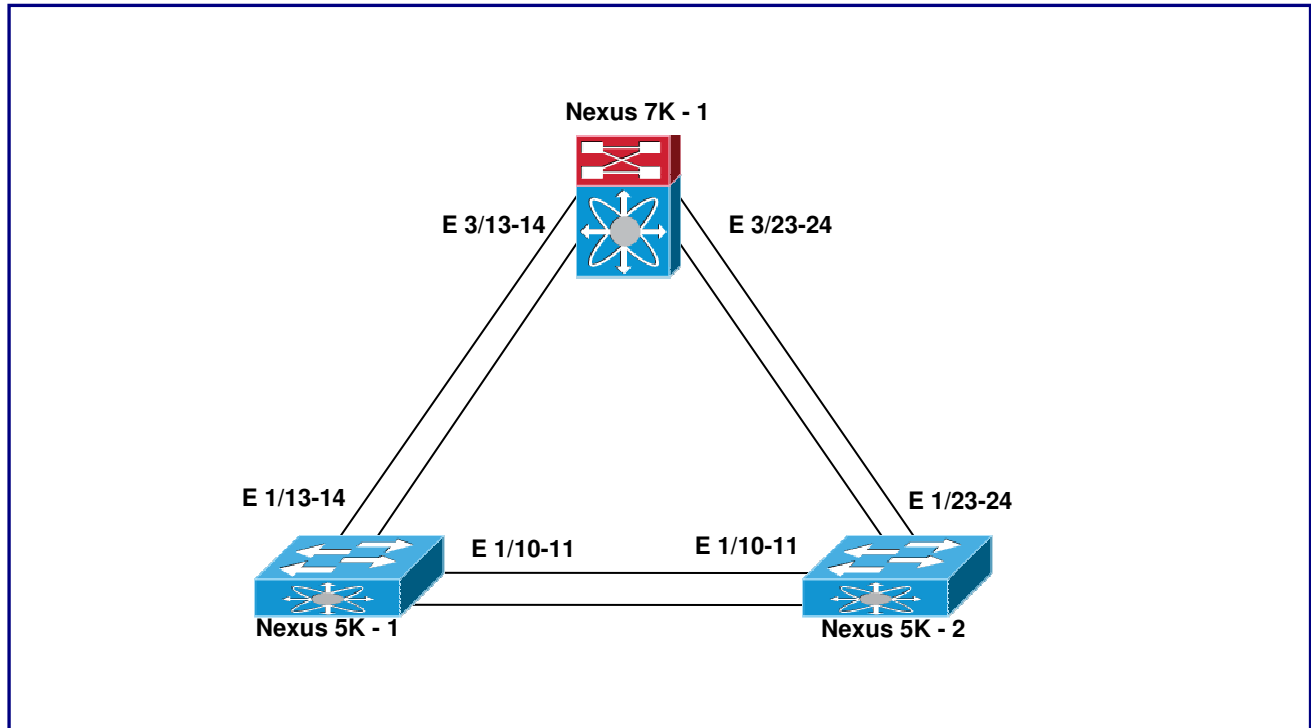 Nexus 7K - 1
E 3/13-14
E 3/23-24
E 1/13-14
E 1/23-24
E 1/10-11
E 1/10-11
Nexus 5K - 1
Nexus 5K - 2